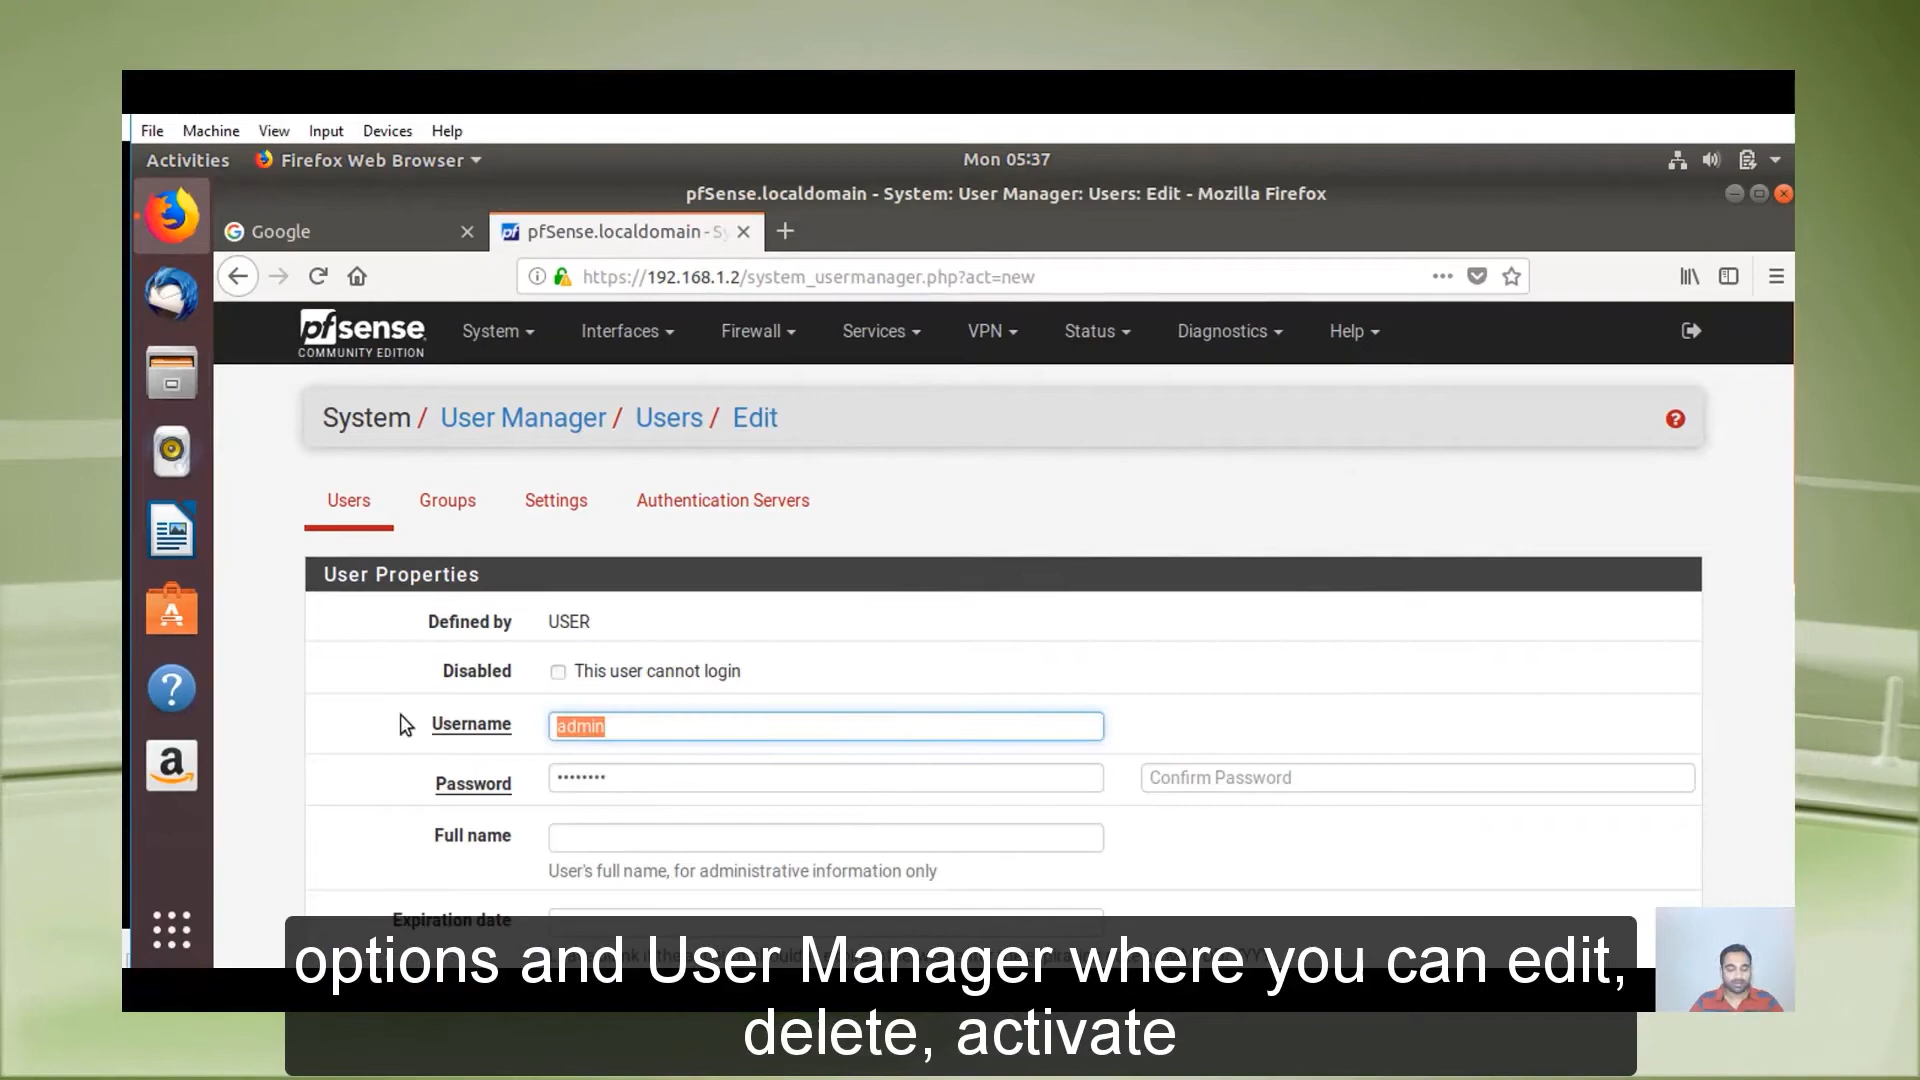 File Machine View Input Devices Help
Activities Firefox Web Browser Mon 05:37
pfSense.localdomain - System: User Manager: Users: Edit - Mozilla Firefox
Google pfSense.localdomain - Sy
https://192.168.1.2/system_usermanager.php?act=new
pfsense System Interfaces Firewall Services VPN Status Diagnostics Help
COMMUNITY EDITION
System / User Manager / Users / Edit
Users Groups Settings Authentication Servers
User Properties
Defined by USER
Disabled This user cannot login
Username admin
Password •••••••• Confirm Password
Full name
User's full name, for administrative information only
Expiration date
options and User Manager where you can edit,
delete, activate